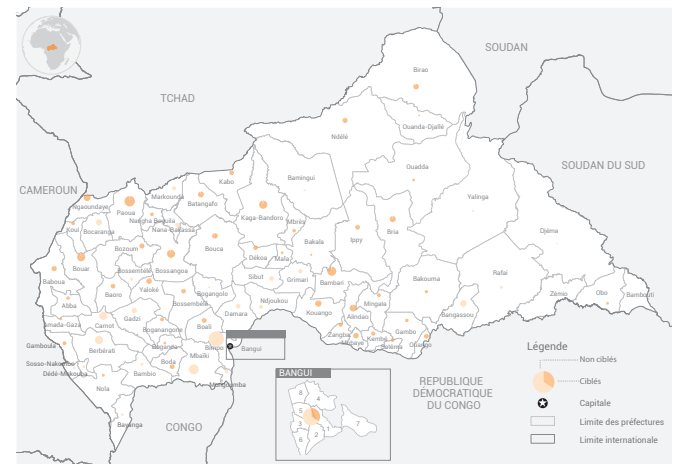 SOUDAN
TCHAD
SOUDAN DU SUD
CAMEROUN
Birao
Ouanda-Djallé
Ndélé
Ouadda
Bamingui
Yalinga
Kabo
Markounda
Batangafo
Ngaoundaye
Paoua
Nangha Boguila
Nana-Bakassa
Kaga-Bandoro
Mbrès
Koui
Bocaranga
Bouca
Ippy
Bria
Djéma
Bozoum
Bakala
Dékoa
Mala
Bouar
Bossemtélé
Bossangoa
Bambari
Baboua
Baoro
Yaloké
Bogangolo
Sibut
Grimari
Bakouma
Rafai
Zémio
Obo
Bambouti
Abba
Bossembélé
Ndjoukou
Kouango
Mingala
Alindao
Bangassou
Amada-Gaza
Carnot
Gadzi
Boganangone
Boali
Damara
Zangba
Mobaye
Kembé
Satéma
Gambo
Ouango
Gamboula
Berbérati
Boganda
Bimbo
Bangui
Sosso-Nakombo
Dédé-Mokouba
Bambio
Boda
Mbaïki
Mongoumba
Nola
Bayanga
CONGO
REPUBLIQUE
DÉMOCRATIQUE
DU CONGO
BANGUI
8
4
5
3
1
7
6
2
Légende
Non ciblés
Ciblés
Capitale
Limite des préfectures
Limite internationale